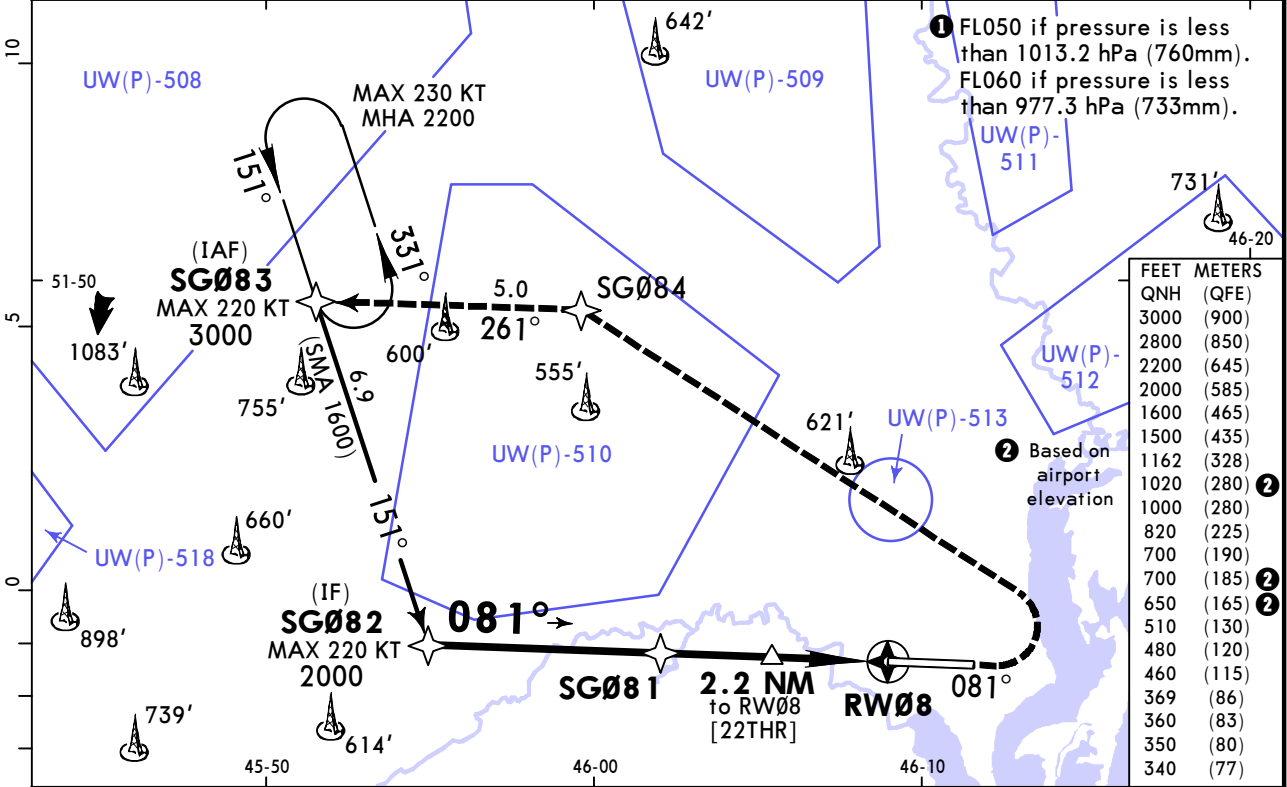 10
5
0
642'
❶ FL050 if pressure is less
than 1013.2 hPa (760mm).
FL060 if pressure is less
than 977.3 hPa (733mm).
UW(P)-508
MAX 230 KT
MHA 2200
UW(P)-509
UW(P)-
511
151°
331°
731'
46-20
(IAF)
SGØ83
MAX 220 KT
3000
51-50
5.0
261°
SGØ84
1083'
600'
555'
755'
6.9
(SMA 1600)
151°
UW(P)-
512
621'
UW(P)-513
UW(P)-510
❷ Based on
airport
elevation
660'
UW(P)-518
898'
(IF)
SGØ82
MAX 220 KT
2000
081°
SGØ81
2.2 NM
to RWØ8
[22THR]
RWØ8
081°
739'
614'
45-50
46-00
46-10
FEET METERS
QNH (QFE)
3000 (900)
2800 (850)
2200 (645)
2000 (585)
1600 (465)
1500 (435)
1162 (328)
1020 (280) ❷
1000 (280)
820 (225)
700 (190)
700 (185) ❷
650 (165) ❷
510 (130)
480 (120)
460 (115)
369 (86)
360 (83)
350 (80)
340 (77)